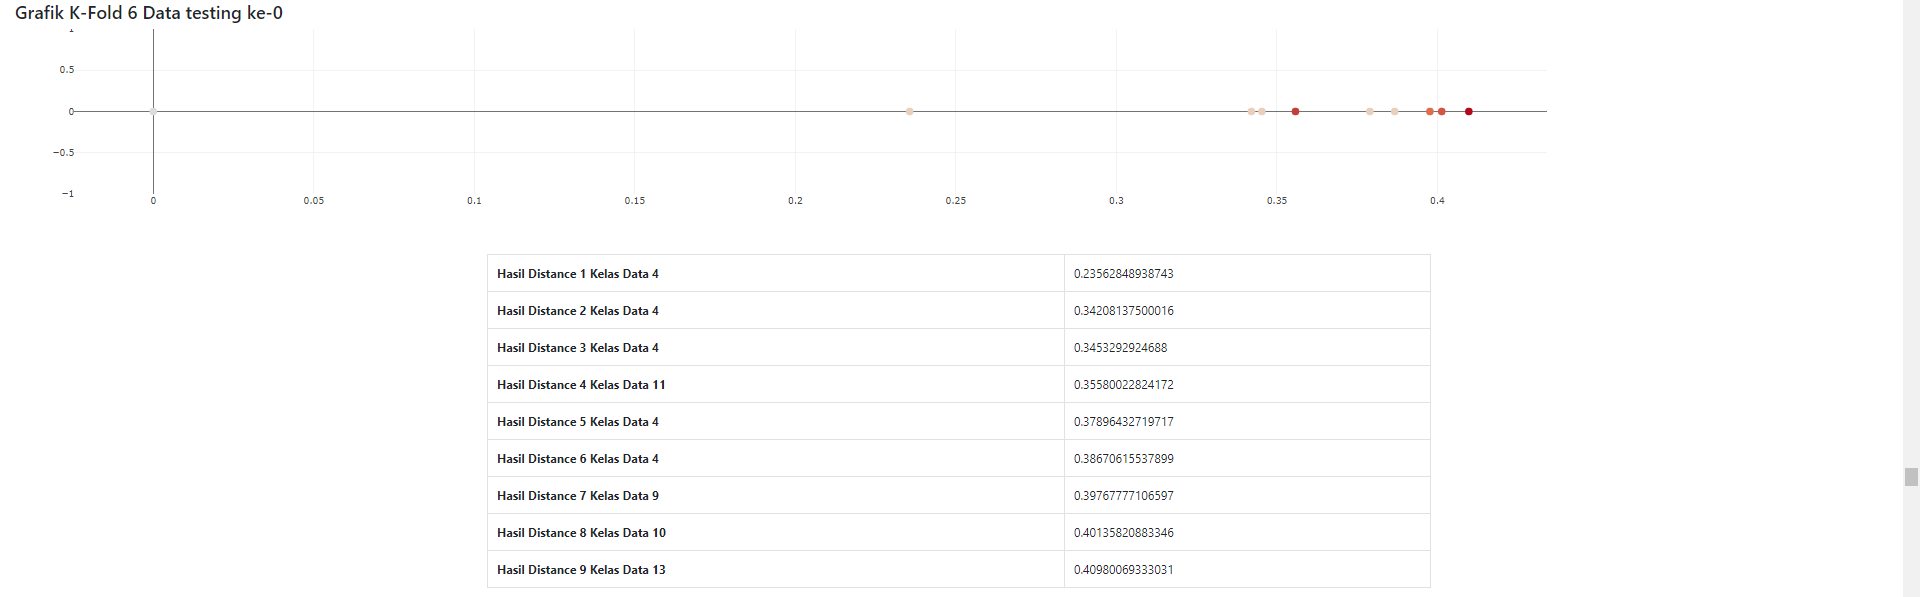 Grafik K-Fold 6 Data testing ke-0
1
0.5
0
−0.5
−1
0 0.05 0.1 0.15 0.2 0.25 0.3 0.35 0.4
Hasil Distance 1 Kelas Data 4 0.23562848938743
Hasil Distance 2 Kelas Data 4 0.34208137500016
Hasil Distance 3 Kelas Data 4 0.3453292924688
Hasil Distance 4 Kelas Data 11 0.35580022824172
Hasil Distance 5 Kelas Data 4 0.37896432719717
Hasil Distance 6 Kelas Data 4 0.38670615537899
Hasil Distance 7 Kelas Data 9 0.39767777106597
Hasil Distance 8 Kelas Data 10 0.40135820883346
Hasil Distance 9 Kelas Data 13 0.40980069333031